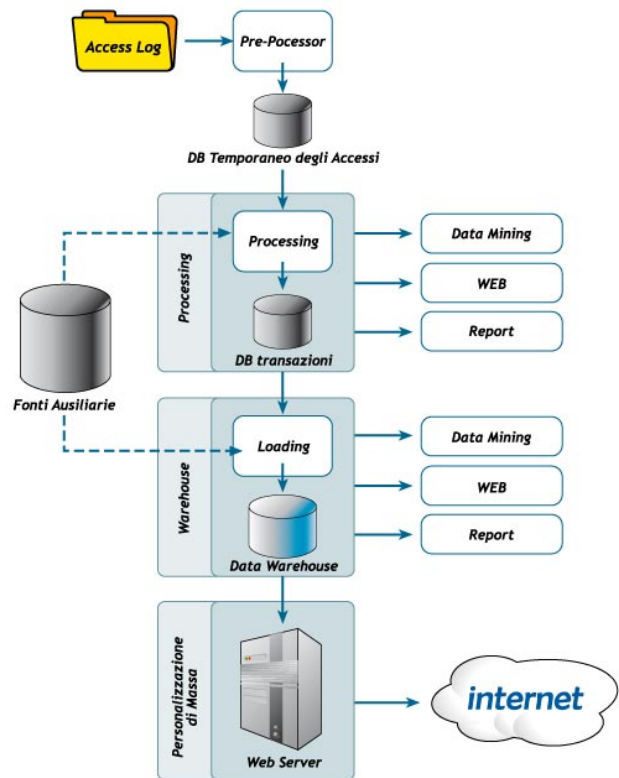 Access Log
Pre-Pocessor
DB Temporaneo degli Accessi
Processing
Processing
Data Mining
WEB
Report
DB transazioni
Fonti Ausiliarie
Warehouse
Loading
Data Mining
WEB
Report
Data Warehouse
Personalizzazione
di Massa
Web Server
internet